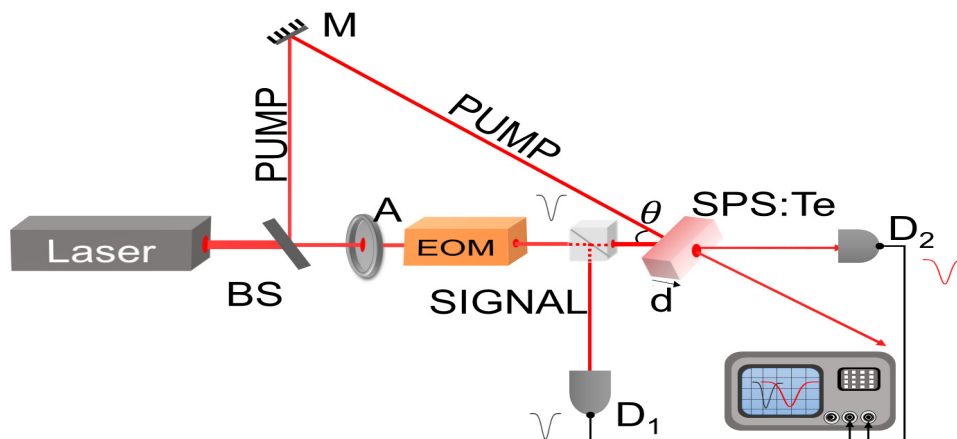 M
PUMP
PUMP
Laser
BS
A
EOM
SIGNAL
θ
SPS:Te
d
D₂
D₁